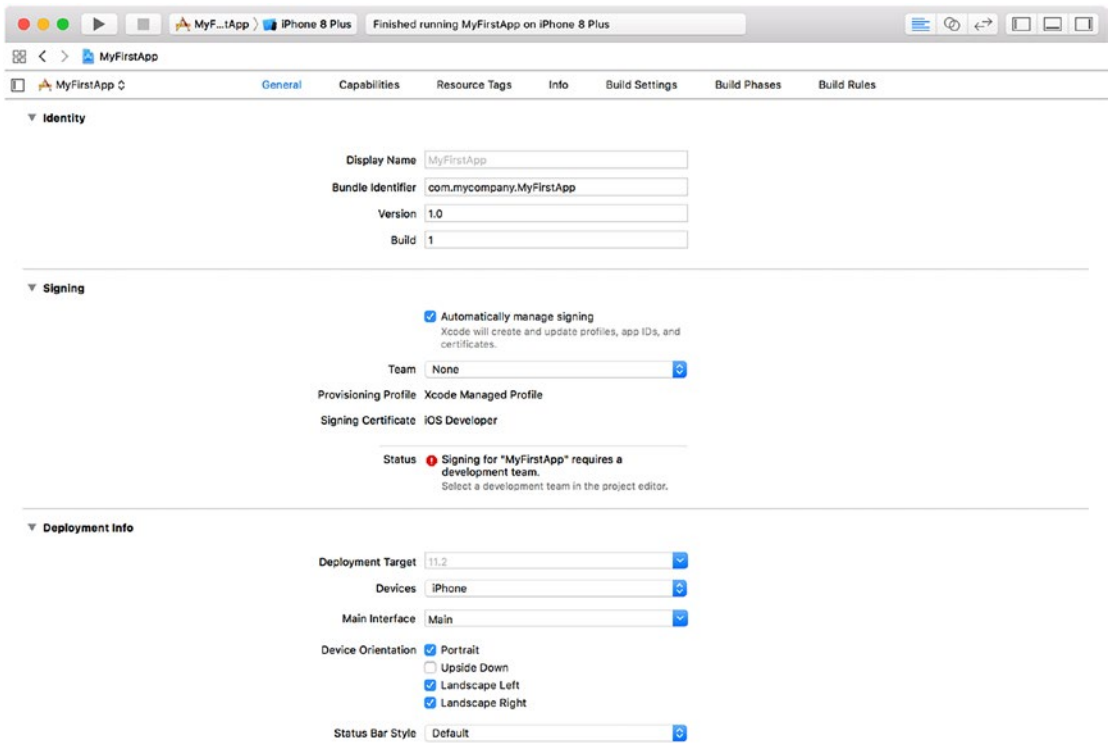 MyF...tApp iPhone 8 Plus Finished running MyFirstApp on iPhone 8 Plus
MyFirstApp
MyFirstApp General Capabilities Resource Tags Info Build Settings Build Phases Build Rules
Identity
Display Name MyFirstApp
Bundle Identifier com.mycompany.MyFirstApp
Version 1.0
Build 1
Signing
Automatically manage signing
Xcode will create and update profiles, app IDs, and
certificates.
Team None
Provisioning Profile Xcode Managed Profile
Signing Certificate iOS Developer
Status Signing for "MyFirstApp" requires a
development team.
Select a development team in the project editor.
Deployment Info
Deployment Target 11.2
Devices iPhone
Main Interface Main
Device Orientation Portrait
Upside Down
Landscape Left
Landscape Right
Status Bar Style Default